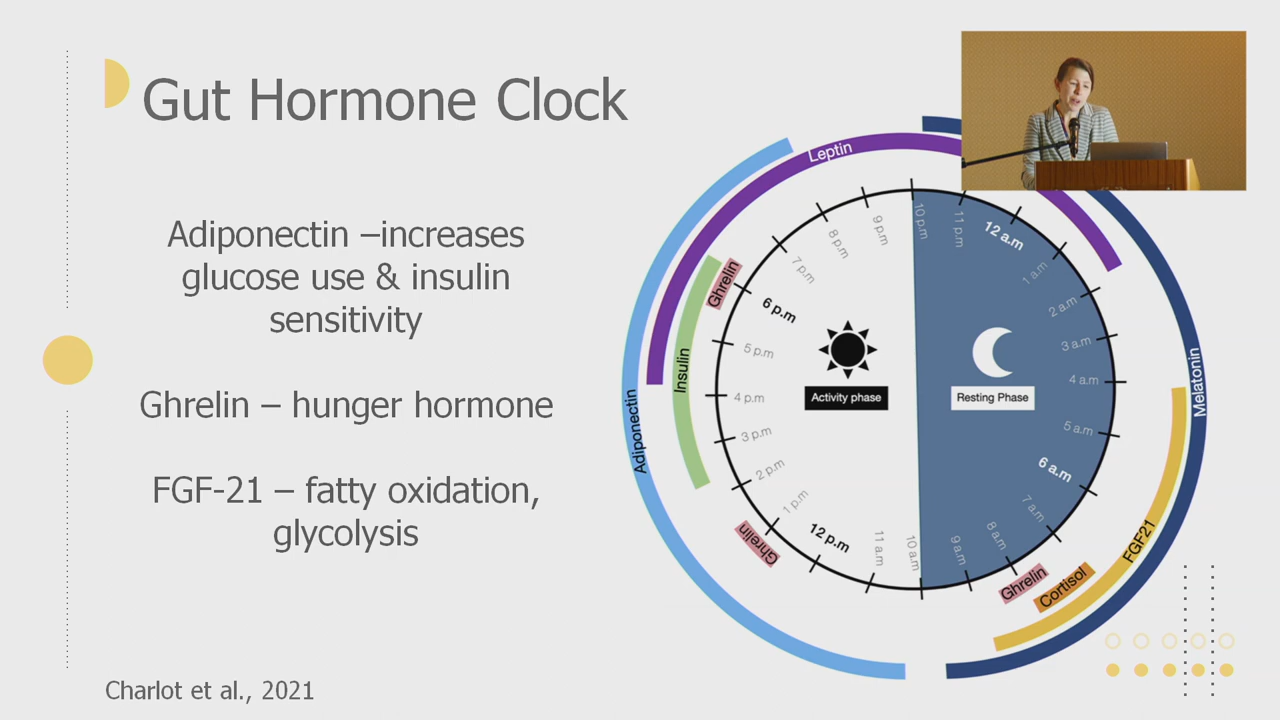 Gut Hormone Clock
Adiponectin –increases
glucose use & insulin
sensitivity
Ghrelin – hunger hormone
FGF-21 – fatty oxidation,
glycolysis
Charlot et al., 2021
Leptin
Adiponectin
Insulin
Ghrelin
Ghrelin
Ghrelin
Cortisol
FGF21
Melatonin
10 p.m
11 p.m
12 a.m
1 a.m
2 a.m
3 a.m
4 a.m
5 a.m
6 a.m
7 a.m
8 a.m
9 a.m
10 a.m
11 a.m
12 p.m
1 p.m
2 p.m
3 p.m
4 p.m
5 p.m
6 p.m
7 p.m
8 p.m
9 p.m
Activity phase
Resting Phase